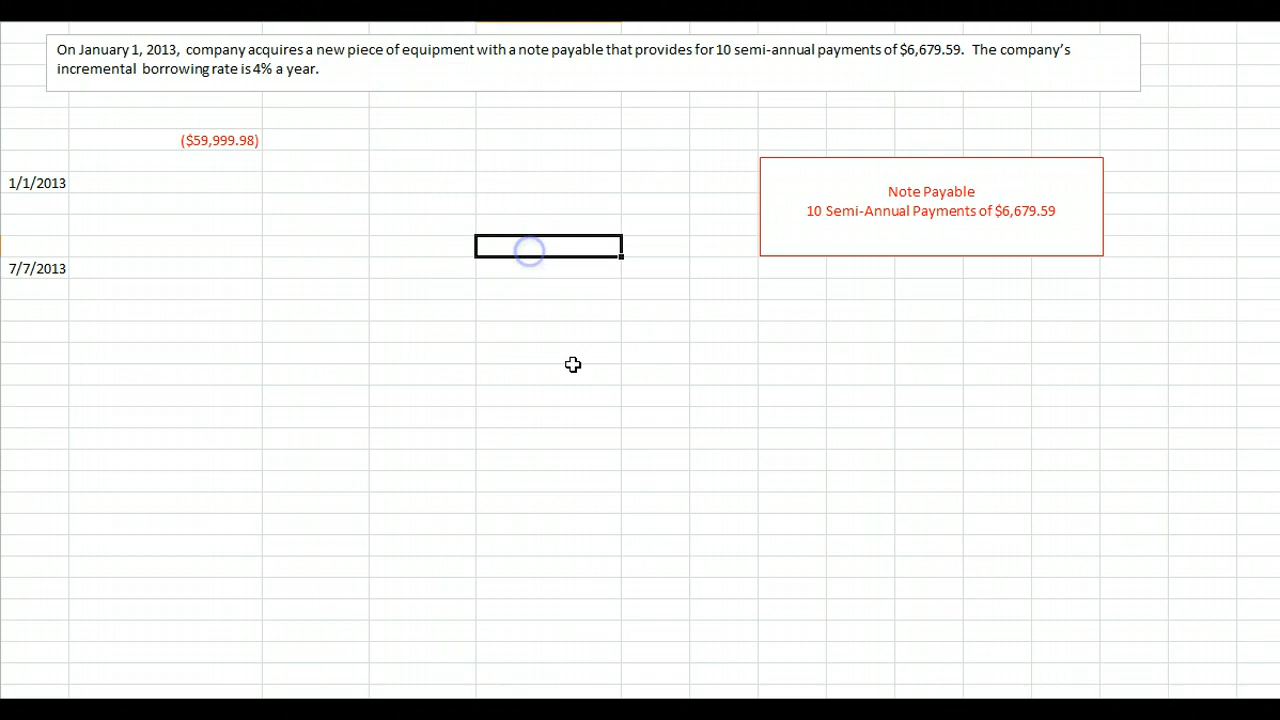 On January 1, 2013, company acquires a new piece of equipment with a note payable that provides for 10 semi-annual payments of $6,679.59. The company's
incremental borrowing rate is 4% a year.
($59,999.98)
1/1/2013
Note Payable
10 Semi-Annual Payments of $6,679.59
7/7/2013